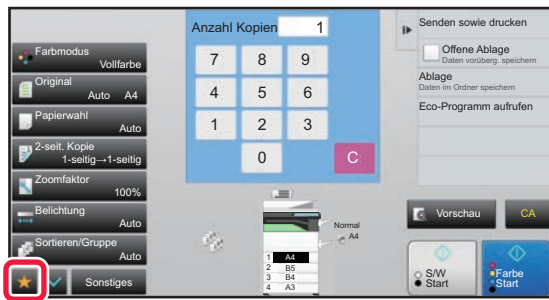 Farbmodus
Vollfarbe
Original
Auto A4
Papierwahl
Auto
2-seit. Kopie
1-seitig→1-seitig
Zoomfaktor
100%
Belichtung
Auto
Sortieren/Gruppe
Auto
Sonstiges
Anzahl Kopien 1
7 8 9
4 5 6
1 2 3
0 C
Normal
A4
1 A4
2 B5
3 B4
4 A3
Senden sowie drucken
Offene Ablage
Daten vorüberg. speichern
Ablage
Daten im Ordner speichern
Eco-Programm aufrufen
Vorschau CA
S/W
Start
Farbe
Start